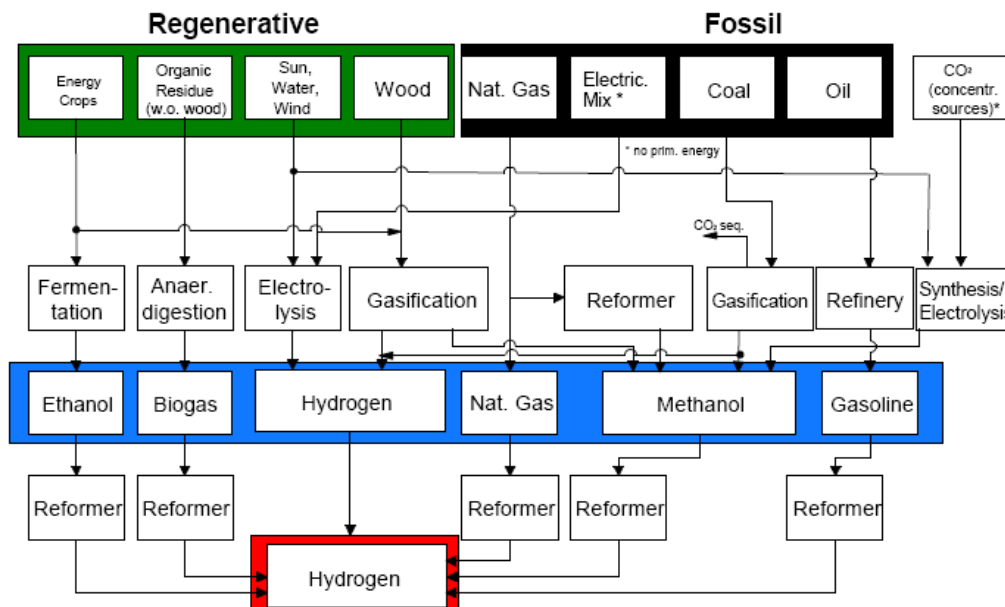 Regenerative
Fossil
Energy
Crops
Organic
Residue
(w.o. wood)
Sun,
Water,
Wind
Wood
Nat. Gas
Electric.
Mix *
Coal
Oil
CO²
(concentr.
sources)*
* no prim. energy
CO₂ seq.
Fermen-
tation
Anaer.
digestion
Electro-
lysis
Gasification
Reformer
Gasification
Refinery
Synthesis/
Electrolysis
Ethanol
Biogas
Hydrogen
Nat. Gas
Methanol
Gasoline
Reformer
Reformer
Reformer
Reformer
Reformer
Hydrogen